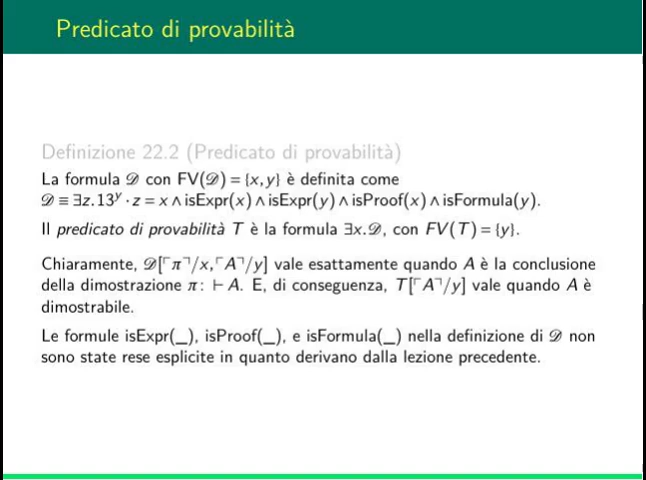 Predicato di provabilità
Definizione 22.2 (Predicato di provabilità)
La formula 𝒟 con FV(𝒟) = {x, y} è definita come
𝒟 ≡ ∃z. 13ʸ · z = x ∧ isExpr(x) ∧ isExpr(y) ∧ isProof(x) ∧ isFormula(y).
Il predicato di provabilità T è la formula ∃x. 𝒟, con FV(T) = {y}.
Chiaramente, 𝒟[⌜π⌝/x, ⌜A⌝/y] vale esattamente quando A è la conclusione
della dimostrazione π: ⊢ A. E, di conseguenza, T[⌜A⌝/y] vale quando A è
dimostrabile.
Le formule isExpr(_), isProof(_), e isFormula(_) nella definizione di 𝒟 non
sono state rese esplicite in quanto derivano dalla lezione precedente.